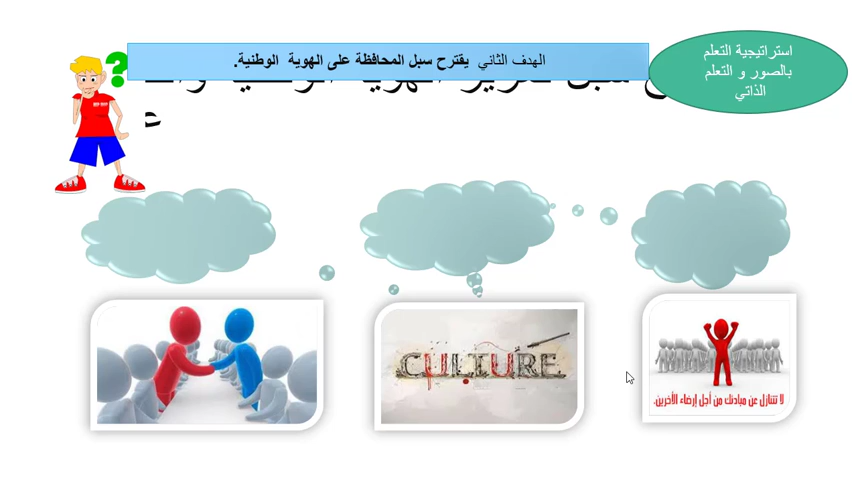 استراتيجية التعلم
بالصور و التعلم
الذاتي
الهدف الثاني يقترح سبل المحافظة على الهوية الوطنية.
?
CULTURE
لا تتنازل عن مبادئك من أجل إرضاء الآخرين.